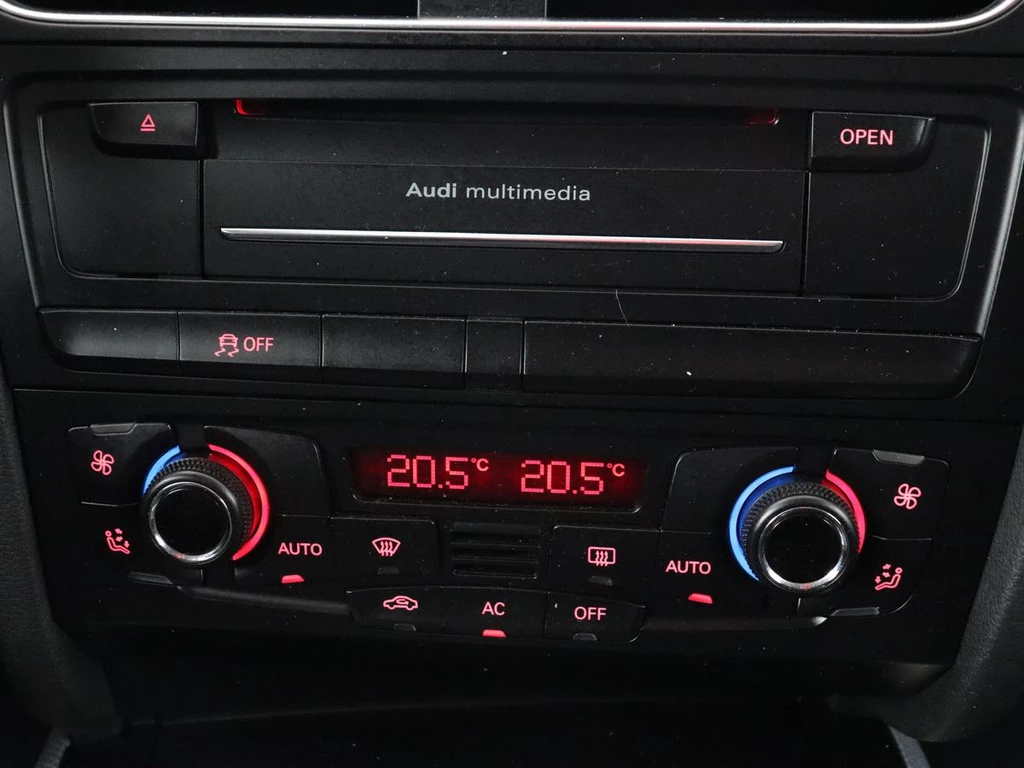 OPEN
Audi multimedia
OFF
20.5°C 20.5°C
AUTO
AUTO
AC
OFF